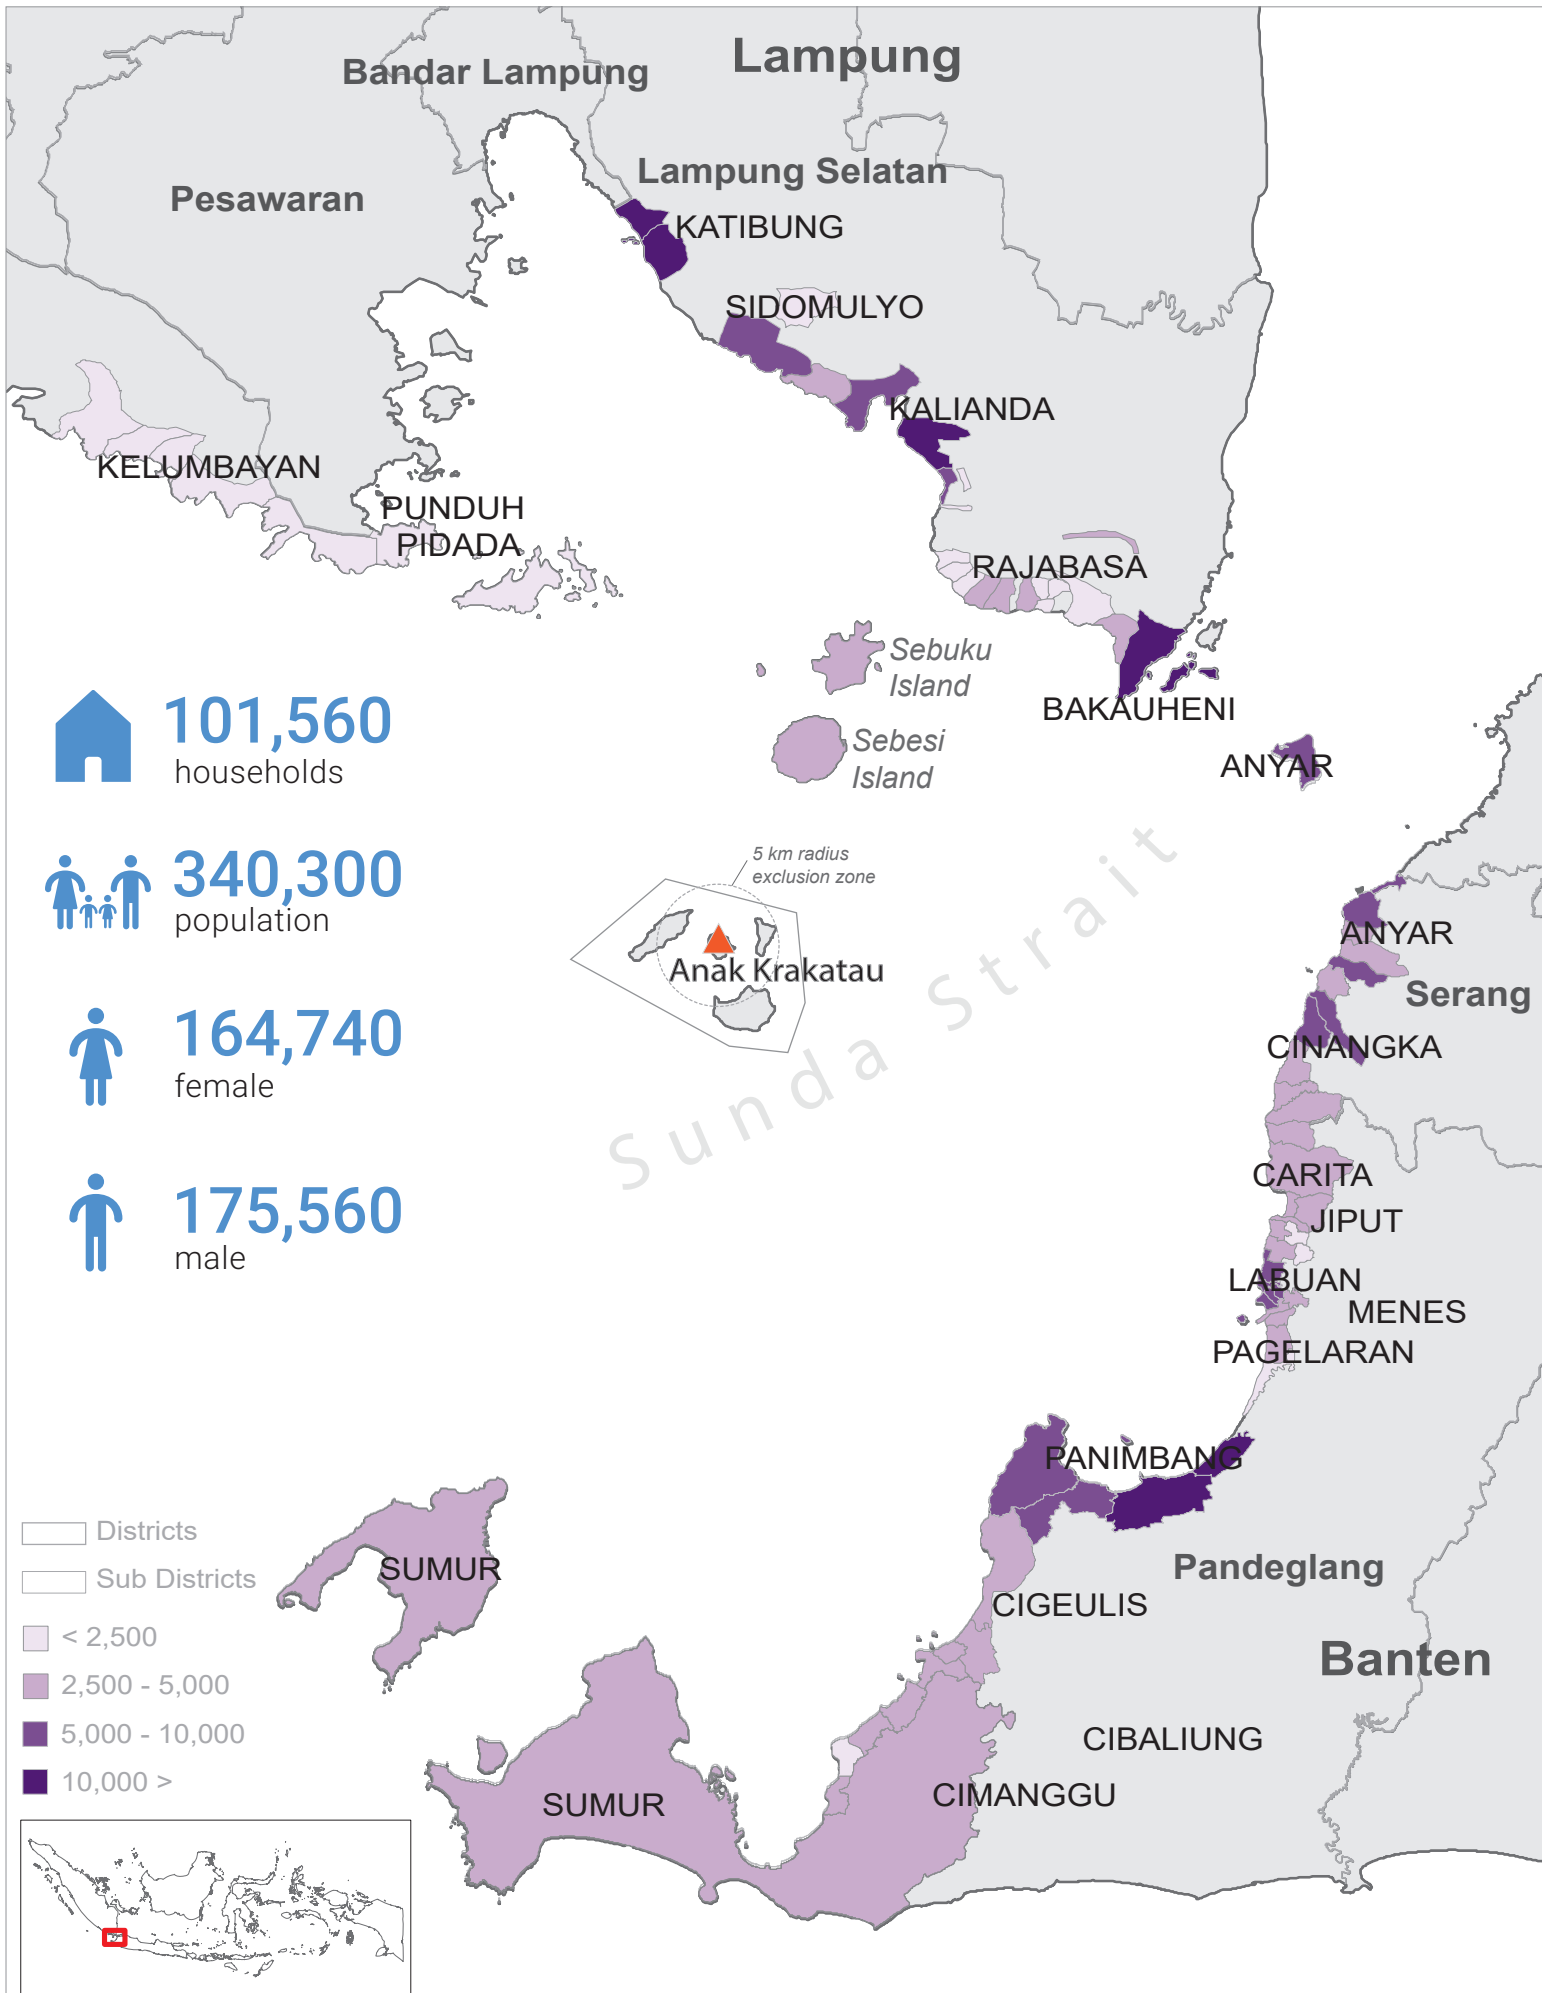 Lampung
Bandar Lampung
Lampung Selatan
Pesawaran
KATIBUNG
SIDOMULYO
KALIANDA
KELUMBAYAN
PUNDUH
PIDADA
RAJABASA
Sebuku
Island
BAKAUHENI
Sebesi
Island
ANYAR
101,560
households
340,300
population
164,740
female
175,560
male
5 km radius
exclusion zone
Anak Krakatau
Sunda Strait
ANYAR
Serang
CINANGKA
CARITA
JIPUT
LABUAN
MENES
PAGELARAN
PANIMBANG
Pandeglang
SUMUR
CIGEULIS
Banten
CIBALIUNG
CIMANGGU
SUMUR
Districts
Sub Districts
< 2,500
2,500 - 5,000
5,000 - 10,000
10,000 >